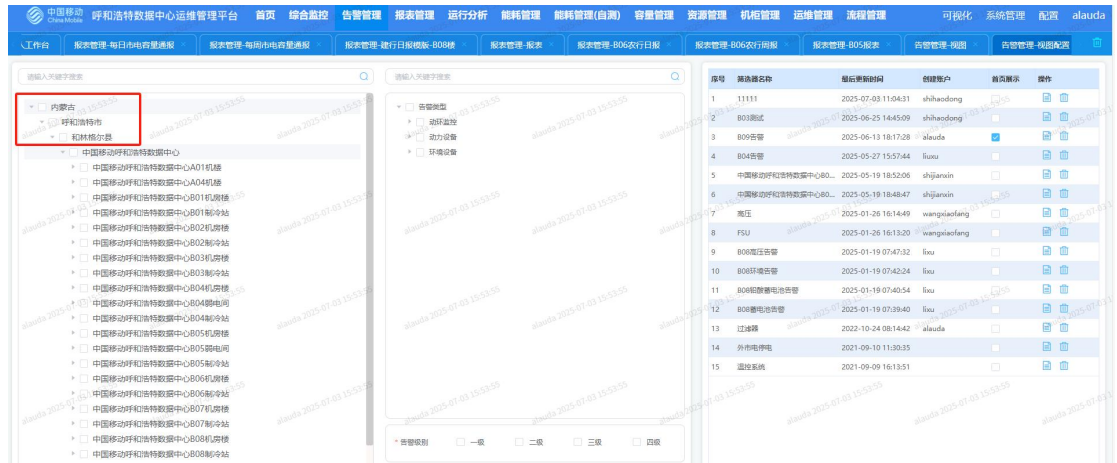 中国移动 China Mobile 呼和浩特数据中心运维管理平台 首页 综合监控 告警管理 报表管理 运行分析 能耗管理 能耗管理(自测) 容量管理 资源管理 机柜管理 运维管理 流程管理 可视化 系统管理 配置 alauda
工作台 报表管理-每日市电容量通报 × 报表管理-每周市电容量通报 × 报表管理-建行日报模版-B08楼 × 报表管理-报表 × 报表管理-B06农行日报 × 报表管理-B06农行周报 × 报表管理-B05报表 × 告警管理-视图 × 告警管理-视图配置
请输入关键字搜索
内蒙古
呼和浩特市
和林格尔县
中国移动呼和浩特数据中心
中国移动呼和浩特数据中心A01机楼
中国移动呼和浩特数据中心A04机楼
中国移动呼和浩特数据中心B01机房楼
中国移动呼和浩特数据中心B01制冷站
中国移动呼和浩特数据中心B02机房楼
中国移动呼和浩特数据中心B02制冷站
中国移动呼和浩特数据中心B03机房楼
中国移动呼和浩特数据中心B03制冷站
中国移动呼和浩特数据中心B04机房楼
中国移动呼和浩特数据中心B04弱电间
中国移动呼和浩特数据中心B04制冷站
中国移动呼和浩特数据中心B05机房楼
中国移动呼和浩特数据中心B05弱电间
中国移动呼和浩特数据中心B05制冷站
中国移动呼和浩特数据中心B06机房楼
中国移动呼和浩特数据中心B06制冷站
中国移动呼和浩特数据中心B07机房楼
中国移动呼和浩特数据中心B07制冷站
中国移动呼和浩特数据中心B08机房楼
中国移动呼和浩特数据中心B08制冷站
请输入关键字搜索
告警类型
动环监控
动力设备
环境设备
* 告警级别 一级 二级 三级 四级
序号 筛选器名称 最后更新时间 创建账户 首页展示 操作
1 11111 2025-07-03 11:04:31 shihaodong
2 B03测试 2025-06-25 14:45:09 shihaodong
3 B09告警 2025-06-13 18:17:28 alauda
4 B04告警 2025-05-27 15:57:44 liuxu
5 中国移动呼和浩特数据中心B0... 2025-05-19 18:52:06 shijianxin
6 中国移动呼和浩特数据中心B0... 2025-05-19 18:48:47 shijianxin
7 高压 2025-01-26 16:14:49 wangxiaofang
8 FSU 2025-01-26 16:13:20 wangxiaofang
9 B08高压告警 2025-01-19 07:47:32 lixu
10 B08环境告警 2025-01-19 07:42:24 lixu
11 B08铅酸蓄电池告警 2025-01-19 07:40:54 lixu
12 B08蓄电池告警 2025-01-19 07:39:40 lixu
13 过滤器 2022-10-24 08:14:42 alauda
14 外市电停电 2021-09-10 11:30:35
15 温控系统 2021-09-09 16:13:51
alauda 2025-07-03 15:53:55